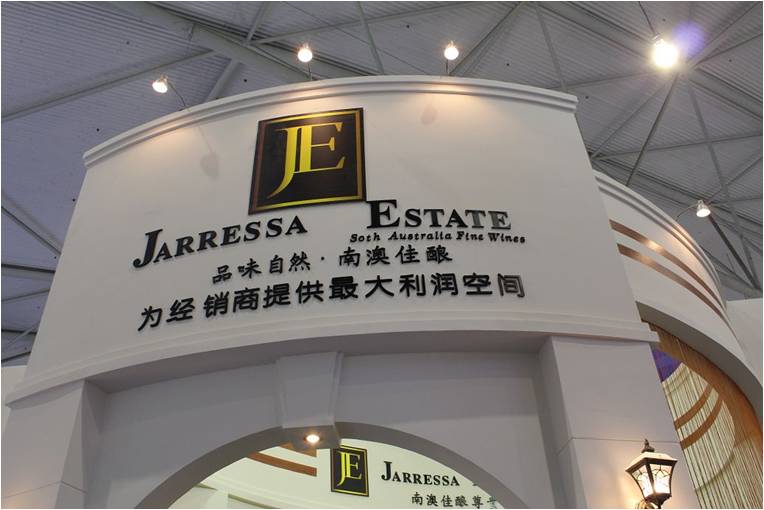 JE
JARRESSA ESTATE
Soth Australia Fine Wines
品味自然·南澳佳酿
为经销商提供最大利润空间
JE
JARRESSA
南澳佳酿尊